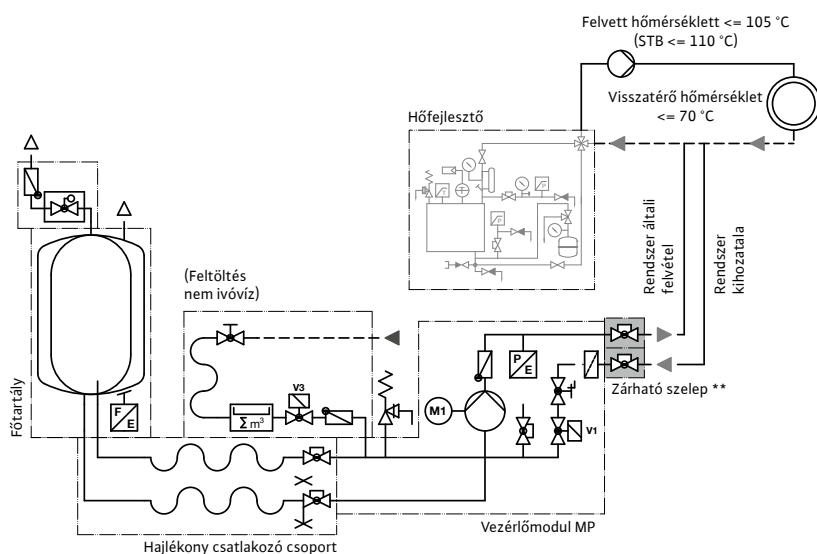 Felvett hőmérséklett <= 105 °C
(STB <= 110 °C)
Visszatérő hőmérséklet
<= 70 °C
Hőfejlesztő
Rendszer általi
felvétel
Rendszer
kihozatala
(Feltöltés
nem ivóvíz)
Főtartály
F
E
V3
Σ m³
M1
P
E
V1
Zárható szelep **
Vezérlőmodul MP
Hajlékony csatlakozó csoport